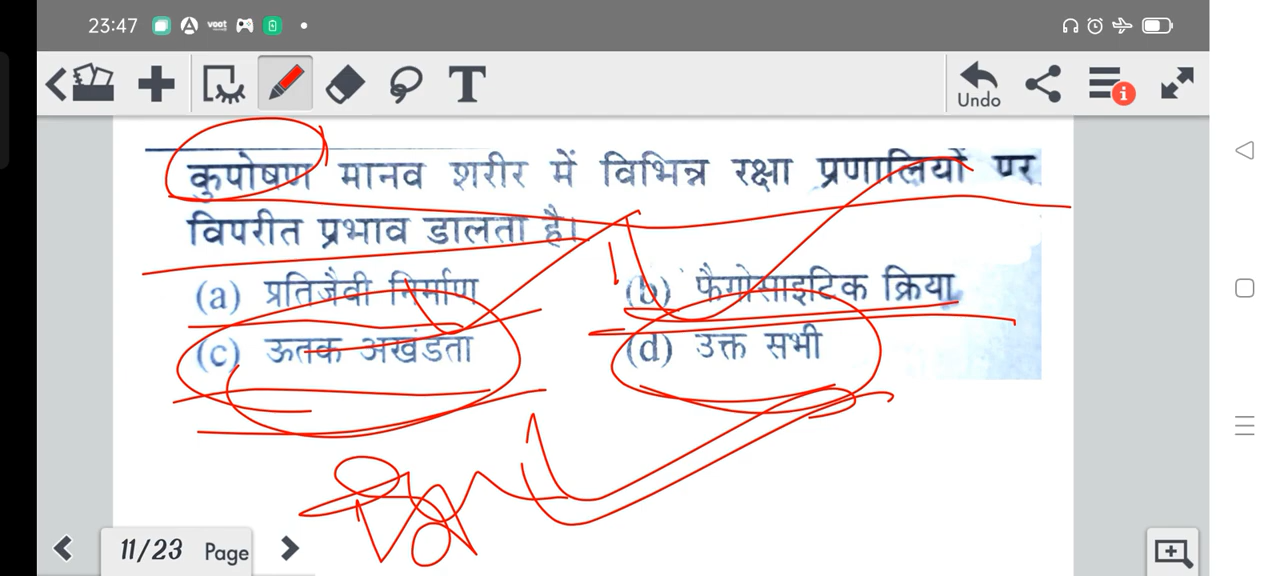 23:47 voot
T Undo i
कुपोषण मानव शरीर में विभिन्न रक्षा प्रणालियों पर
विपरीत प्रभाव डालता है।
(a) प्रतिजैवी निर्माण (b) फैगोसाइटिक क्रिया
(c) ऊतक अखंडता (d) उक्त सभी
11/23 Page